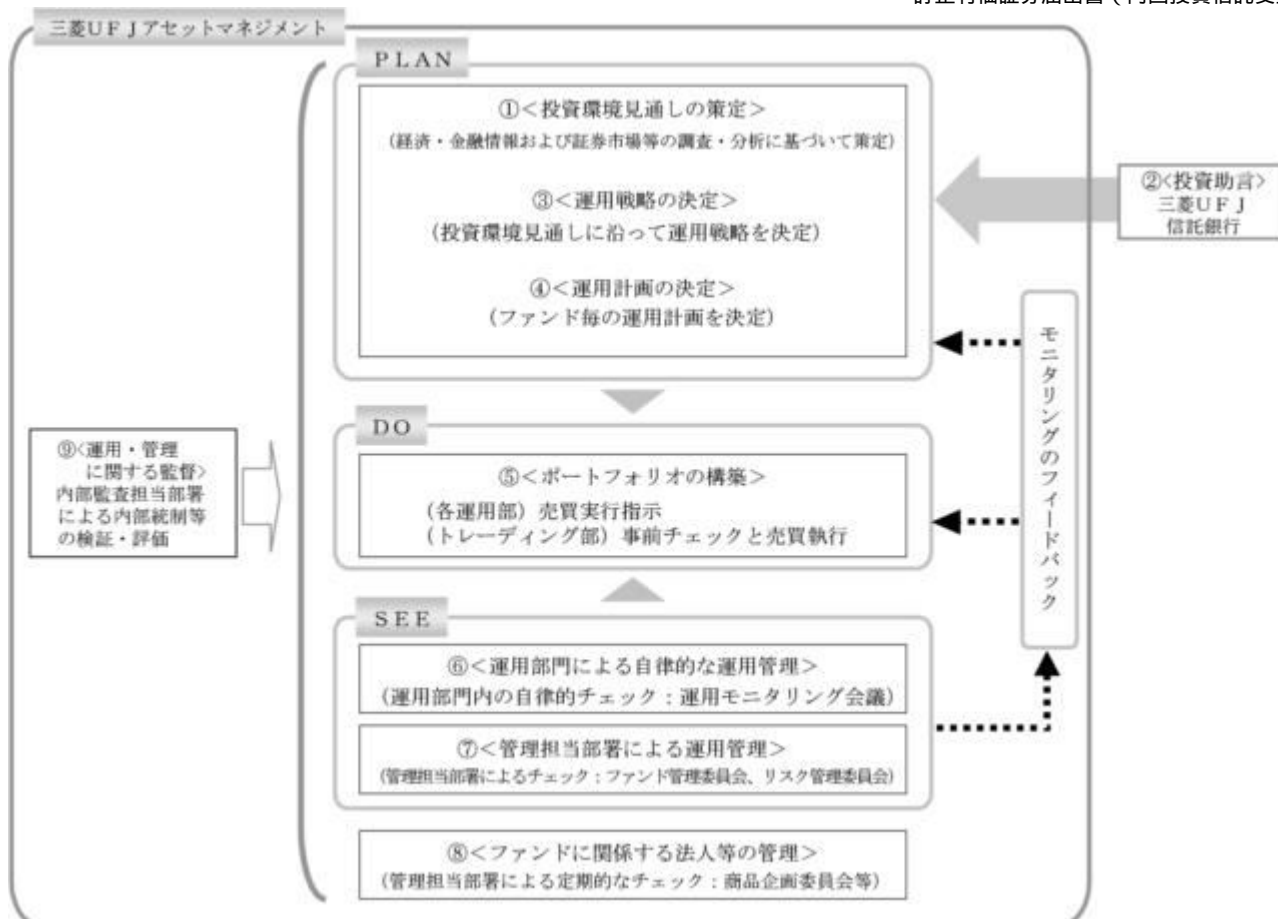 三菱UFJアセットマネジメント
PLAN
①<投資環境見通しの策定>
(経済・金融情報および証券市場等の調査・分析に基づいて策定)
③<運用戦略の決定>
(投資環境見通しに沿って運用戦略を決定)
④<運用計画の決定>
(ファンド毎の運用計画を決定)
②<投資助言>
三菱UFJ
信託銀行
モニタリングのフィードバック
DO
⑤<ポートフォリオの構築>
(各運用部)売買実行指示
(トレーディング部)事前チェックと売買執行
⑨<運用・管理
に関する監督>
内部監査担当部署
による内部統制等
の検証・評価
SEE
⑥<運用部門による自律的な運用管理>
(運用部門内の自律的チェック:運用モニタリング会議)
⑦<管理担当部署による運用管理>
(管理担当部署によるチェック:ファンド管理委員会、リスク管理委員会)
⑧<ファンドに関係する法人等の管理>
(管理担当部署による定期的なチェック:商品企画委員会等)